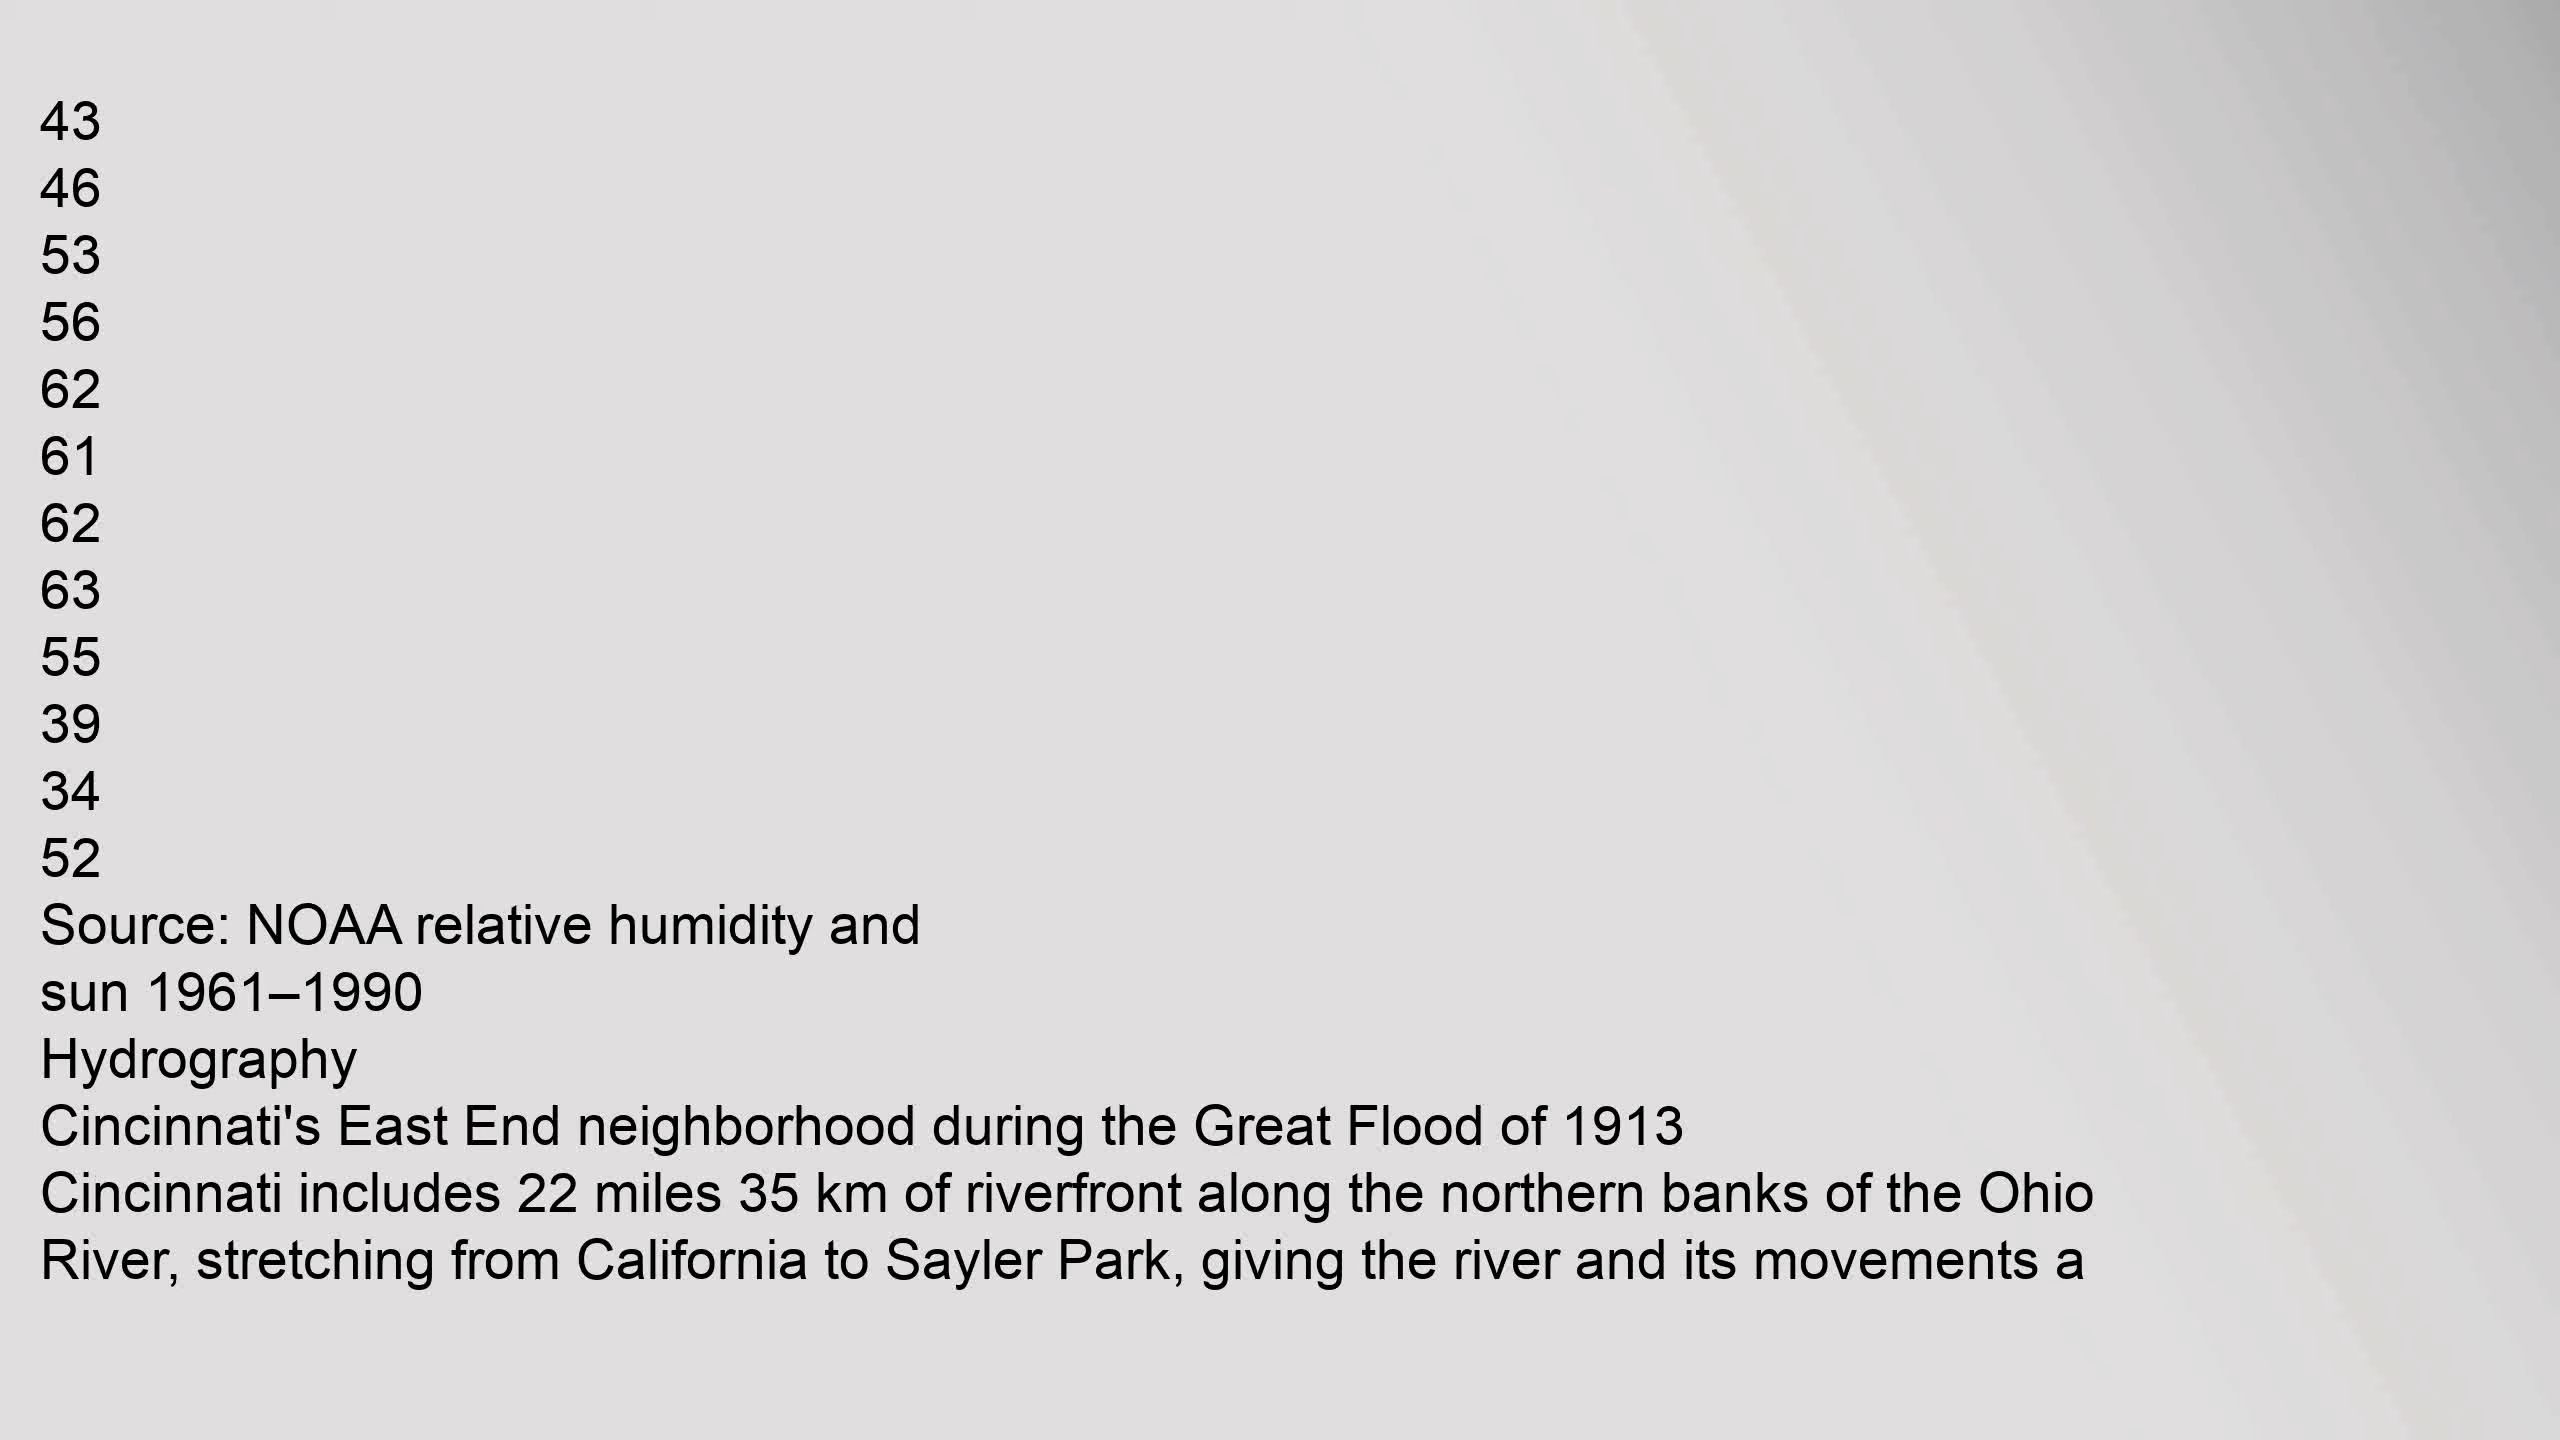 43
46
53
56
62
61
62
63
55
39
34
52
Source: NOAA relative humidity and
sun 1961–1990
Hydrography
Cincinnati's East End neighborhood during the Great Flood of 1913
Cincinnati includes 22 miles 35 km of riverfront along the northern banks of the Ohio
River, stretching from California to Sayler Park, giving the river and its movements a